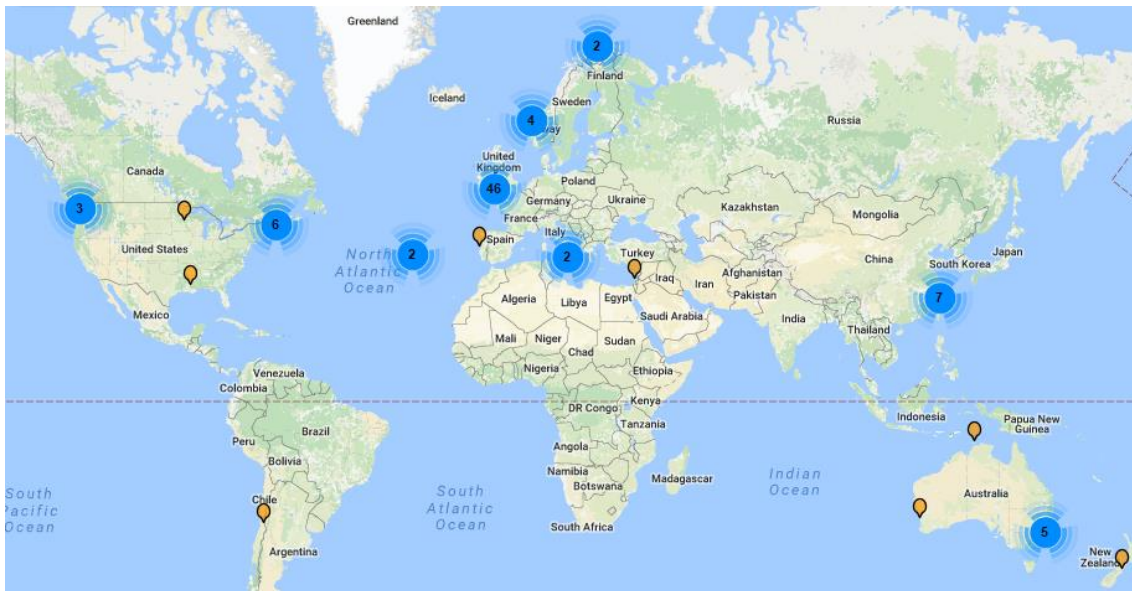 Greenland
2
Finland
Iceland
Sweden
4
way
Russia
Canada
United
Kingdom
46
Poland
Germany
Ukraine
Kazakhstan
Mongolia
3
6
France
Italy
Spain
United States
North
Atlantic
Ocean
2
2
Turkey
China
Japan
South Korea
Afghanistan
Iraq
Iran
Pakistan
7
Mexico
Algeria
Libya
Egypt
Saudi Arabia
India
Thailand
Mali
Niger
Sudan
Chad
Nigeria
Ethiopia
Venezuela
Colombia
Kenya
DR Congo
Tanzania
Indonesia
Papua New
Guinea
Peru
Brazil
Angola
Bolivia
Namibia
Botswana
Madagascar
Indian
Ocean
South
Pacific
Ocean
Chile
South
Atlantic
Ocean
South Africa
Australia
5
Argentina
New
Zealand